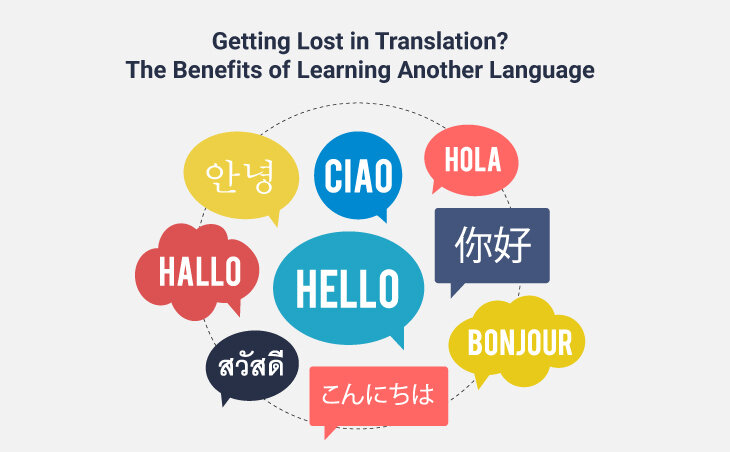 Getting Lost in Translation?
The Benefits of Learning Another Language
안녕
CIAO
HOLA
HALLO
HELLO
你好
สวัสดี
こんにちは
BONJOUR